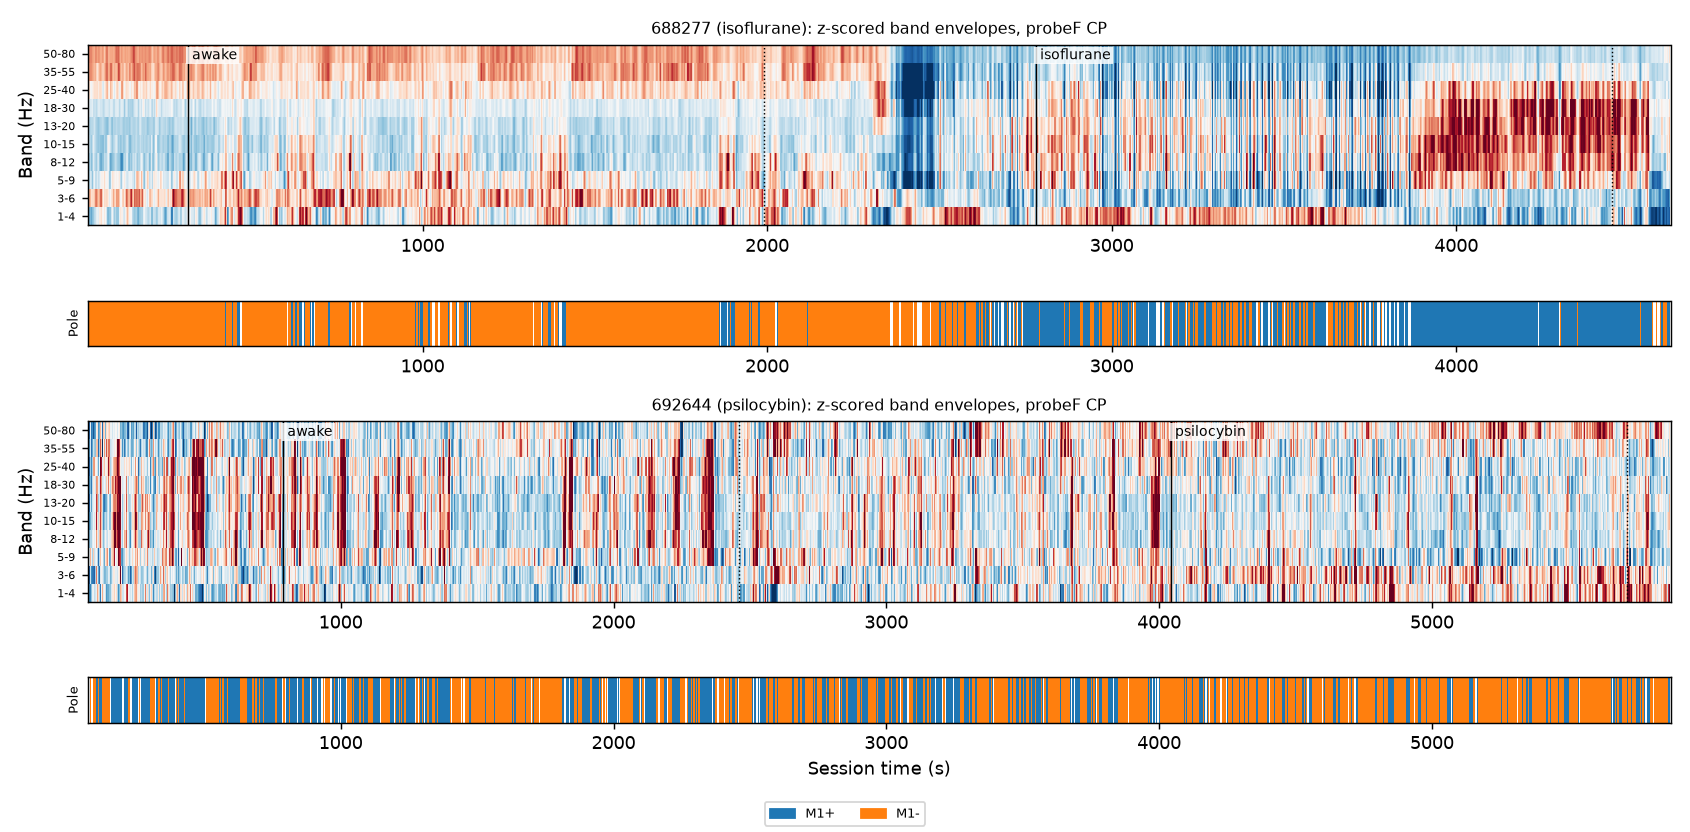 688277 (isoflurane): z-scored band envelopes, probeF CP
Band (Hz)
50-80
35-55
25-40
18-30
13-20
10-15
8-12
5-9
3-6
1-4
awake
isoflurane
1000 2000 3000 4000
Pole
1000 2000 3000 4000
692644 (psilocybin): z-scored band envelopes, probeF CP
Band (Hz)
50-80
35-55
25-40
18-30
13-20
10-15
8-12
5-9
3-6
1-4
awake
psilocybin
1000 2000 3000 4000 5000
Pole
1000 2000 3000 4000 5000
Session time (s)
M1+ M1-